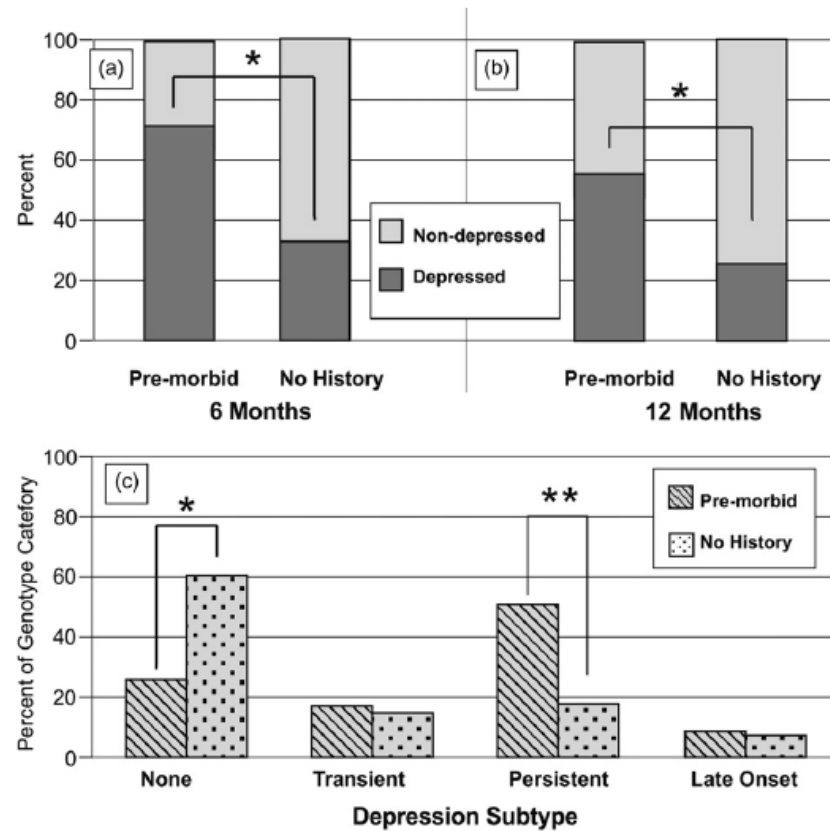 100
80
60
40
20
0
Percent
(a)
*
(b)
*
Non-depressed
Depressed
Pre-morbid No History Pre-morbid No History
6 Months 12 Months
100
80
60
40
20
0
Percent of Genotype Catefory
(c)
*
**
Pre-morbid
No History
None Transient Persistent Late Onset
Depression Subtype